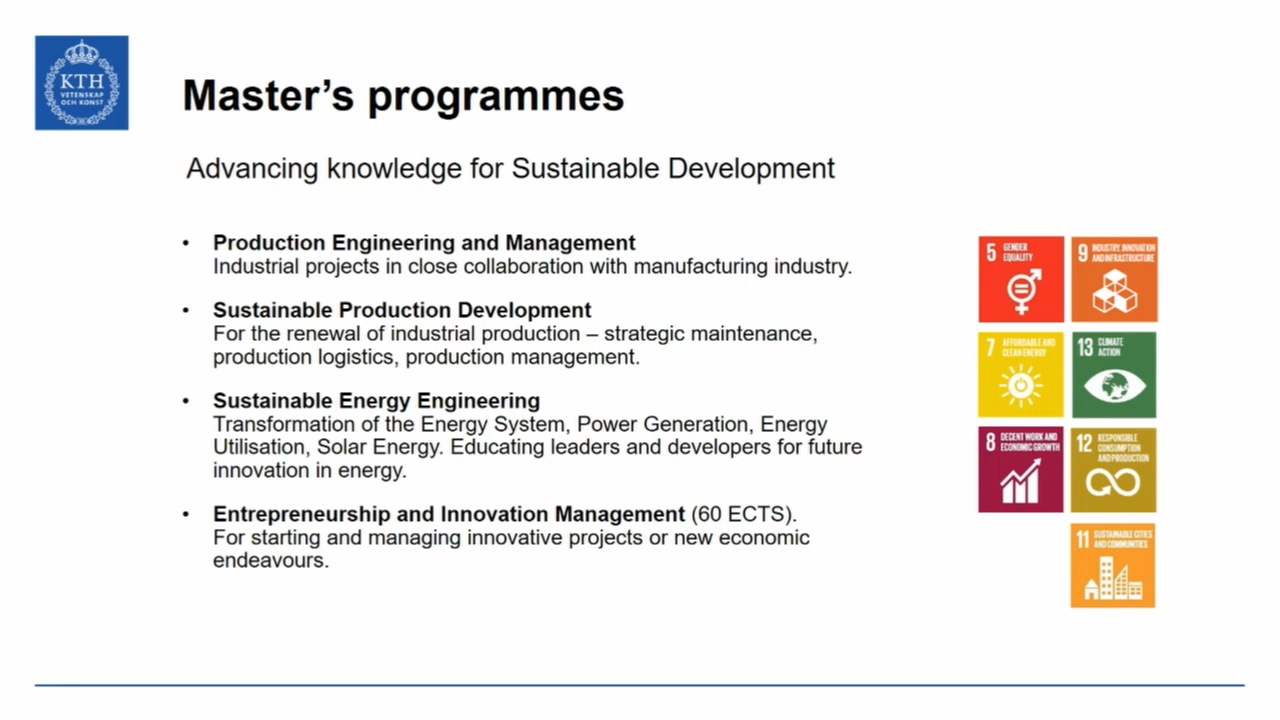 KTH
VETENSKAP
OCH KONST
Master’s programmes
Advancing knowledge for Sustainable Development
• Production Engineering and Management
Industrial projects in close collaboration with manufacturing industry.
• Sustainable Production Development
For the renewal of industrial production – strategic maintenance,
production logistics, production management.
• Sustainable Energy Engineering
Transformation of the Energy System, Power Generation, Energy
Utilisation, Solar Energy. Educating leaders and developers for future
innovation in energy.
• Entrepreneurship and Innovation Management (60 ECTS).
For starting and managing innovative projects or new economic
endeavours.
5 GENDER
EQUALITY
9 INDUSTRY, INNOVATION
AND INFRASTRUCTURE
7 AFFORDABLE AND
CLEAN ENERGY
13 CLIMATE
ACTION
8 DECENT WORK AND
ECONOMIC GROWTH
12 RESPONSIBLE
CONSUMPTION
AND PRODUCTION
11 SUSTAINABLE CITIES
AND COMMUNITIES